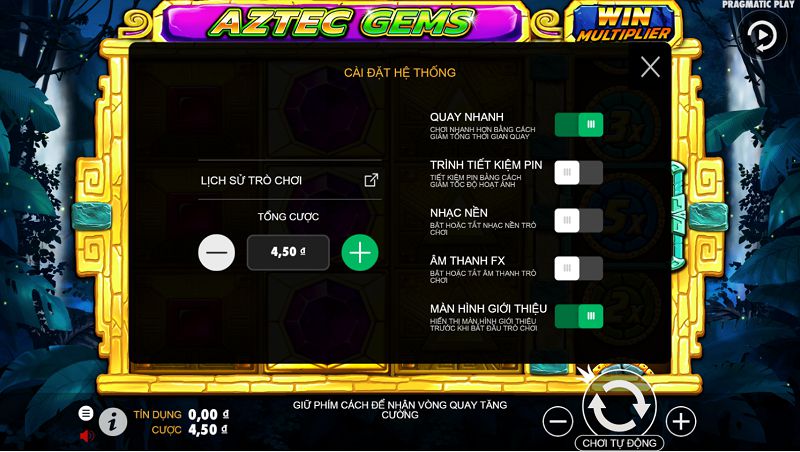 PRAGMATIC PLAY
AZTEC GEMS
WIN
MULTIPLIER
CÀI ĐẶT HỆ THỐNG
QUAY NHANH
CHƠI NHANH HƠN BẰNG CÁCH
GIẢM TỔNG THỜI GIAN QUAY
3x
TRÌNH TIẾT KIỆM PIN
TIẾT KIỆM PIN BẰNG CÁCH
GIẢM TỐC ĐỘ HOẠT ẢNH
LỊCH SỬ TRÒ CHƠI
TỔNG CƯỢC
4,50 ₫
NHẠC NỀN
BẬT HOẶC TẮT NHẠC NỀN TRÒ
CHƠI
5x
ÂM THANH FX
BẬT HOẶC TẮT ÂM THANH TRÒ
CHƠI
MÀN HÌNH GIỚI THIỆU
HIỂN THỊ MÀN HÌNH GIỚI THIỆU
TRƯỚC KHI BẮT ĐẦU TRÒ CHƠI
2x
TÍN DỤNG 0,00 ₫
CƯỢC 4,50 ₫
GIỮ PHÍM CÁCH ĐỂ NHẬN VÒNG QUAY TĂNG
CƯỜNG
CHƠI TỰ ĐỘNG